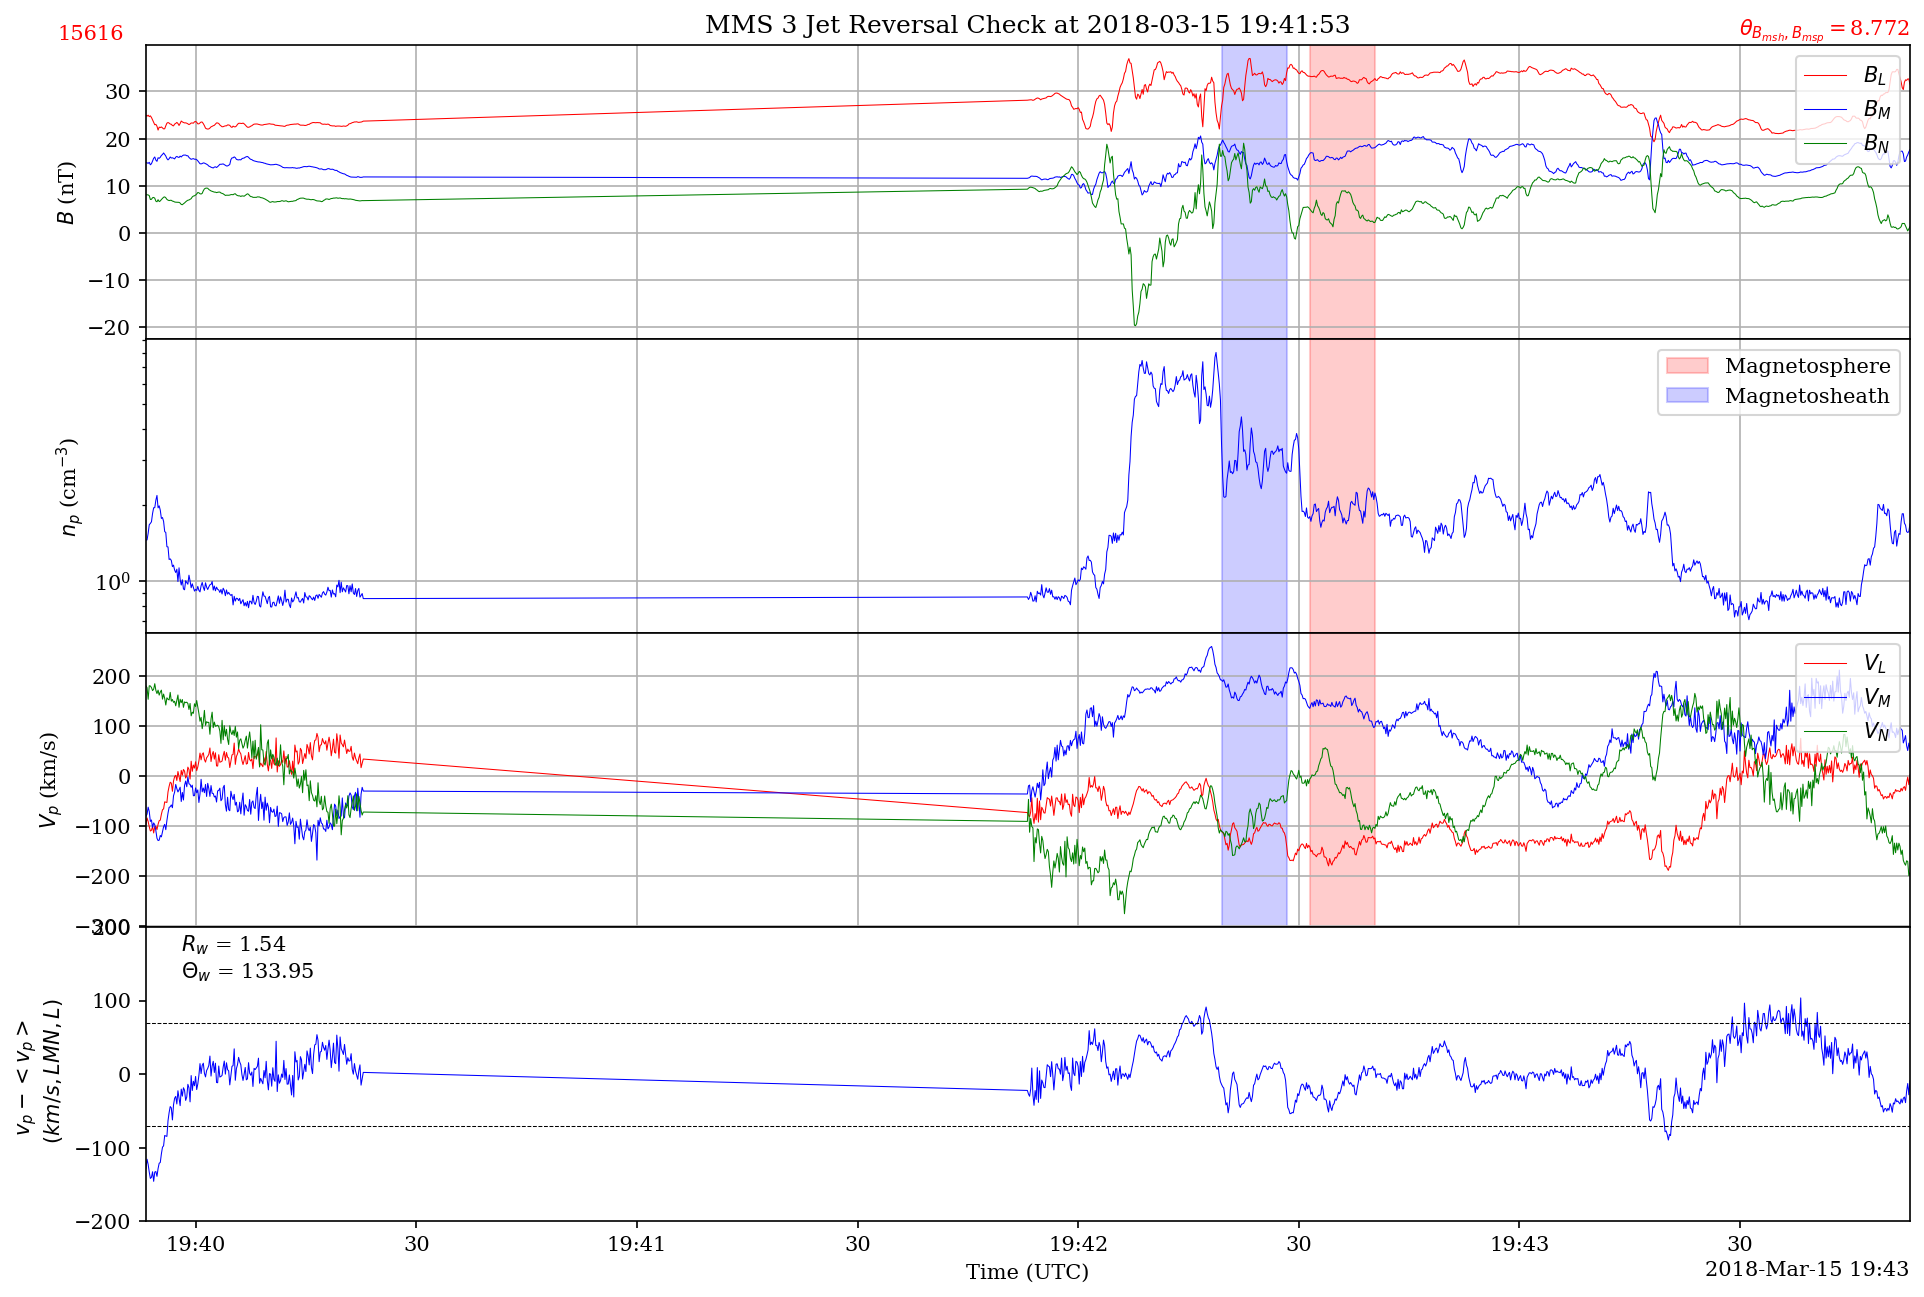 15616
MMS 3 Jet Reversal Check at 2018-03-15 19:41:53
θ_{B_{msh}, B_{msp}} = 8.772
B (nT)
30
20
10
0
−10
−20
B_L
B_M
B_N
n_p (cm^{−3})
10^0
Magnetosphere
Magnetosheath
V_p (km/s)
200
100
0
−100
−200
−300
V_L
V_M
V_N
v_p − < v_p >
(km/s, LMN, L)
200
100
0
−100
−200
R_w = 1.54
Θ_w = 133.95
19:40
30
19:41
30
19:42
30
19:43
30
Time (UTC)
2018-Mar-15 19:43